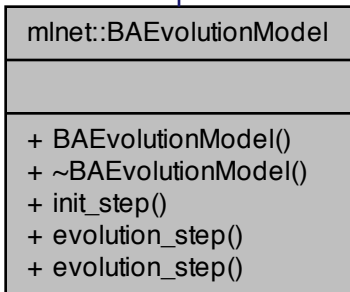 mlnet::BAEvolutionModel
+ BAEvolutionModel()
+ ~BAEvolutionModel()
+ init_step()
+ evolution_step()
+ evolution_step()